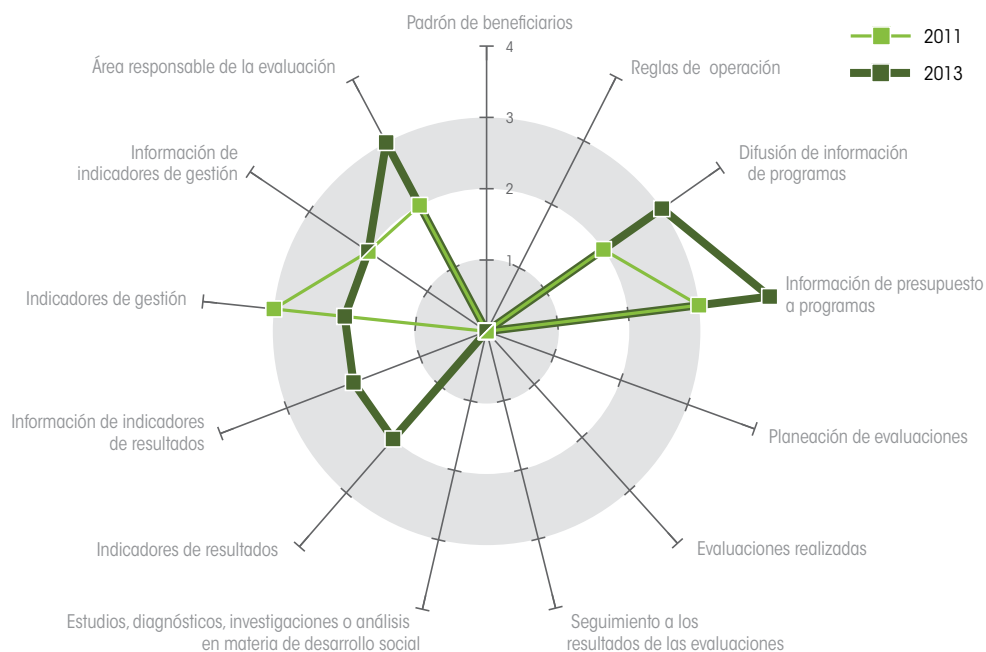 Padrón de beneficiarios
4
3
2
1
2011
2013
Reglas de operación
Difusión de información
de programas
Información de presupuesto
a programas
Planeación de evaluaciones
Evaluaciones realizadas
Seguimiento a los
resultados de las evaluaciones
Estudios, diagnósticos, investigaciones o análisis
en materia de desarrollo social
Indicadores de resultados
Información de indicadores
de resultados
Indicadores de gestión
Información de
indicadores de gestión
Área responsable de la evaluación